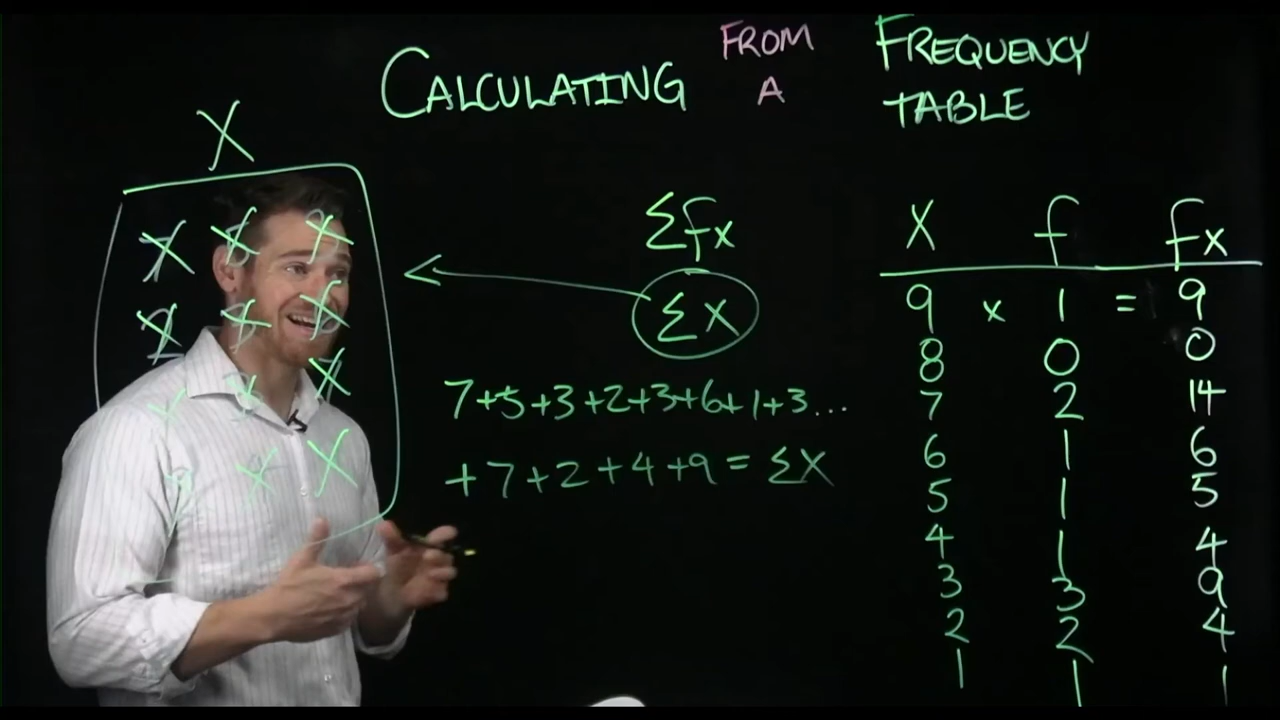 CALCULATING FROM A FREQUENCY TABLE
X
Σfx
ΣX
7+5+3+2+3+6+1+3...
+7+2+4+9=ΣX
X f fx
9 x 1 = 9
8 0 0
7 2 14
6 1 6
5 1 5
4 1 4
3 3 9
2 2 4
1 1 1